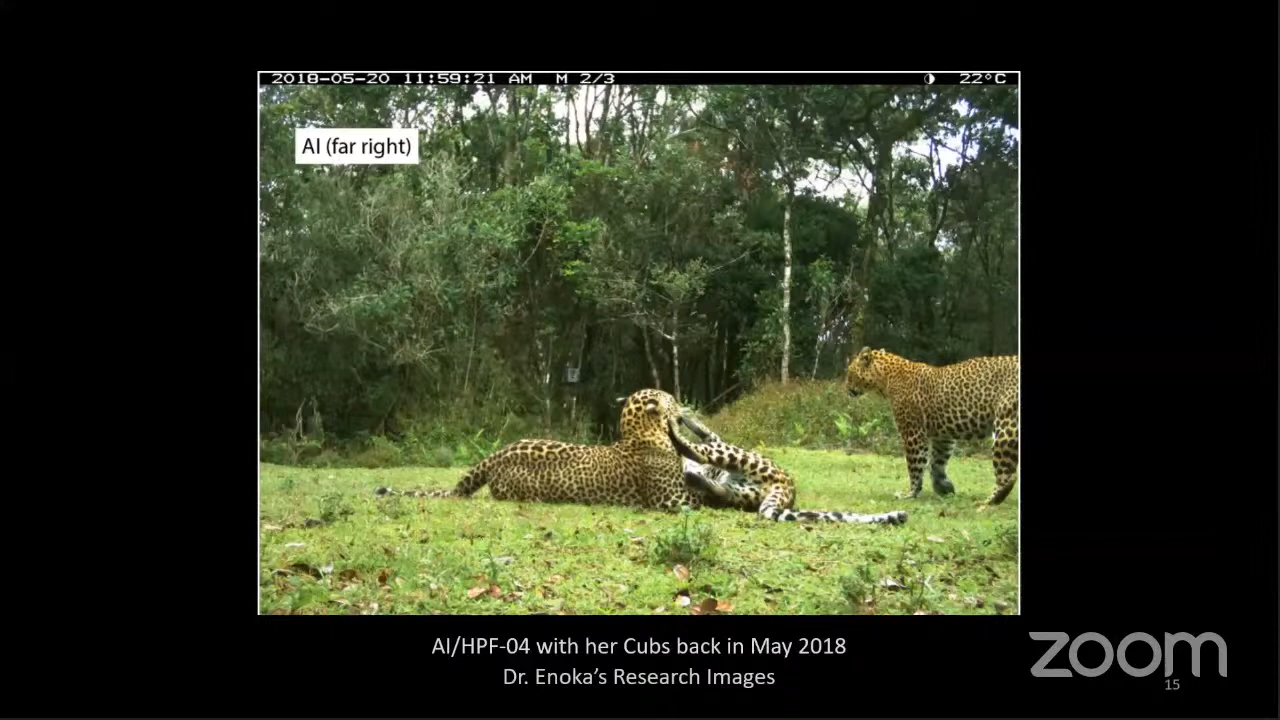 2018-05-20 11:59:21 AM M 2/3 22°C
AI (far right)
AI/HPF-04 with her Cubs back in May 2018
Dr. Enoka's Research Images
zoom
15